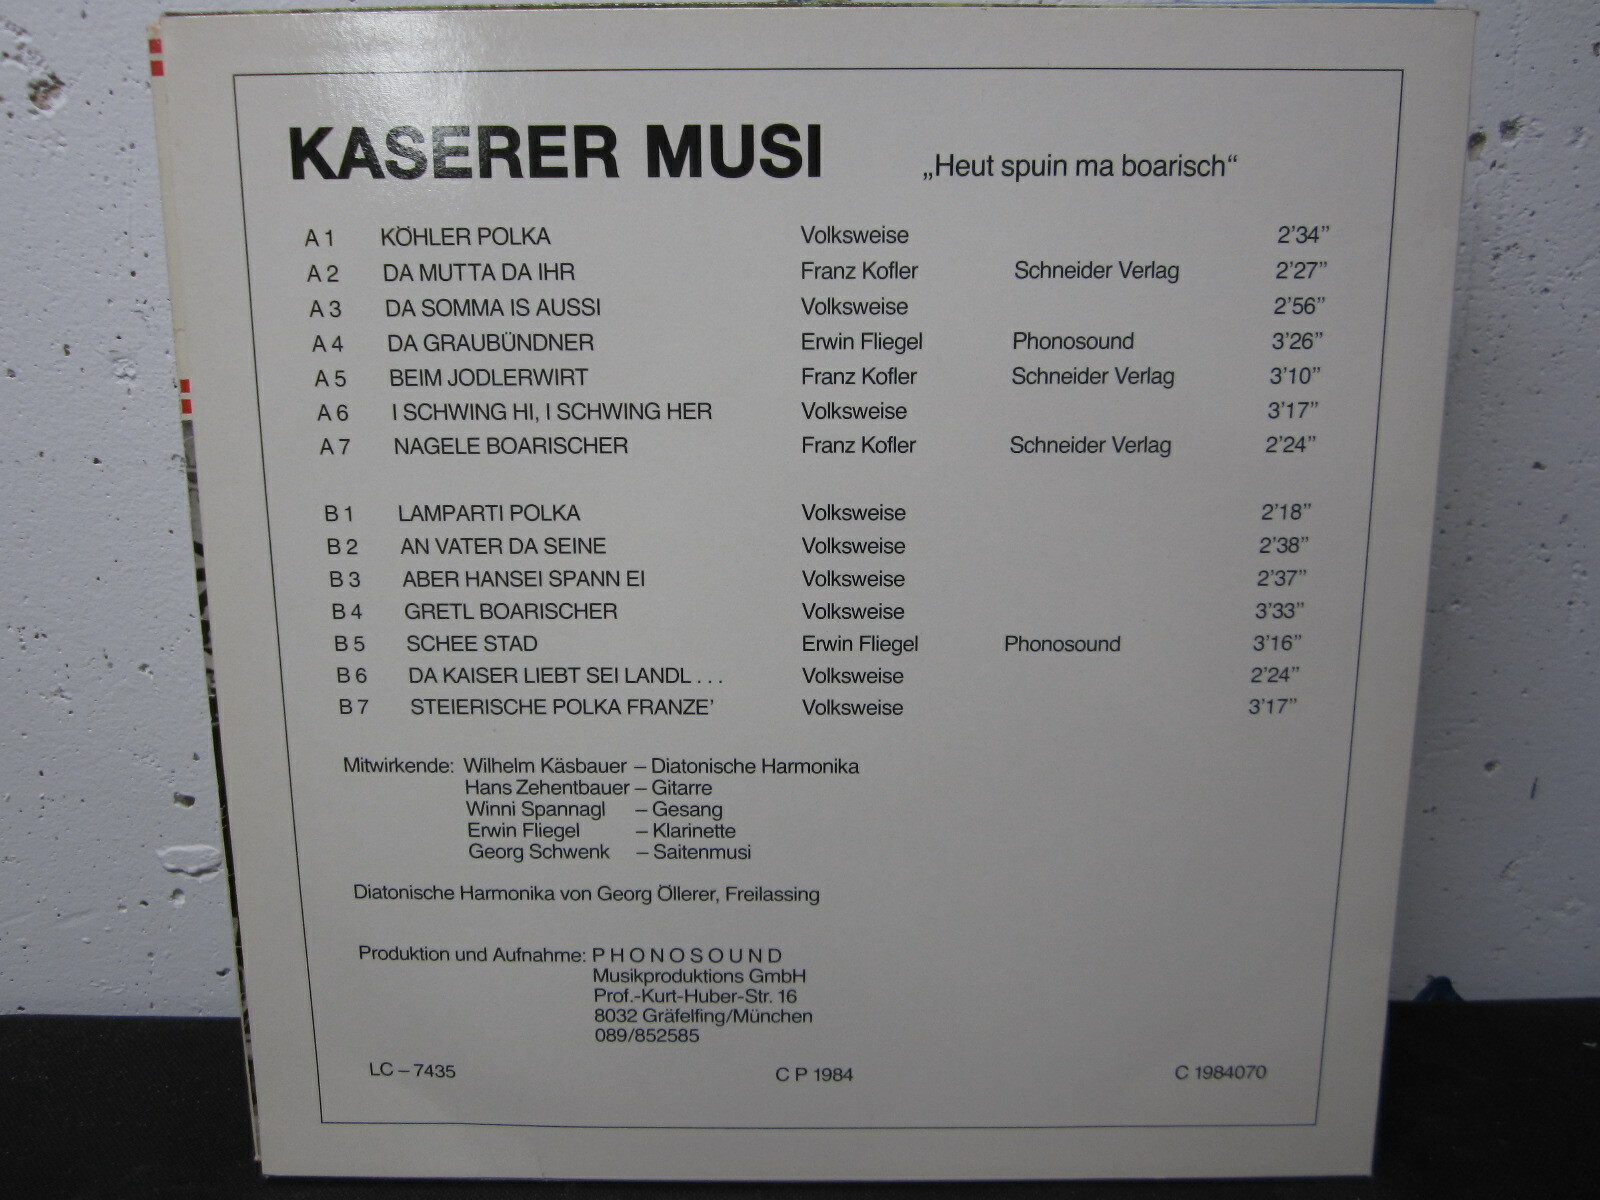 KASERER MUSI „Heut spuin ma boarisch“
A 1 KÖHLER POLKA Volksweise 2’34”
A 2 DA MUTTA DA IHR Franz Kofler Schneider Verlag 2’27”
A 3 DA SOMMA IS AUSSI Volksweise 2’56”
A 4 DA GRAUBÜNDNER Erwin Fliegel Phonosound 3’26”
A 5 BEIM JODLERWIRT Franz Kofler Schneider Verlag 3’10”
A 6 I SCHWING HI, I SCHWING HER Volksweise 3’17”
A 7 NAGELE BOARISCHER Franz Kofler Schneider Verlag 2’24”
B 1 LAMPARTI POLKA Volksweise 2’18”
B 2 AN VATER DA SEINE Volksweise 2’38”
B 3 ABER HANSEI SPANN EI Volksweise 2’37”
B 4 GRETL BOARISCHER Volksweise 3’33”
B 5 SCHEE STAD Erwin Fliegel Phonosound 3’16”
B 6 DA KAISER LIEBT SEI LANDL . . . Volksweise 2’24”
B 7 STEIERISCHE POLKA FRANZE’ Volksweise 3’17”
Mitwirkende: Wilhelm Käsbauer – Diatonische Harmonika
Hans Zehentbauer – Gitarre
Winni Spannagl – Gesang
Erwin Fliegel – Klarinette
Georg Schwenk – Saitenmusi
Diatonische Harmonika von Georg Öllerer, Freilassing
Produktion und Aufnahme: P H O N O S O U N D
Musikproduktions GmbH
Prof.-Kurt-Huber-Str. 16
8032 Gräfelfing/München
089/852585
LC – 7435 C P 1984 C 1984070